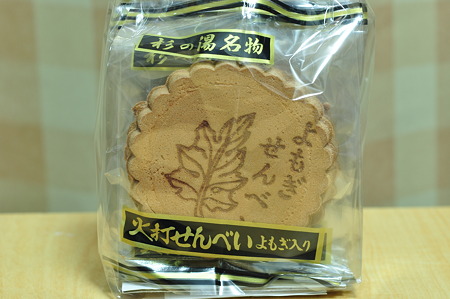 杉の湯名物
よもぎ
せんべい
火打せんべいよもぎ入り